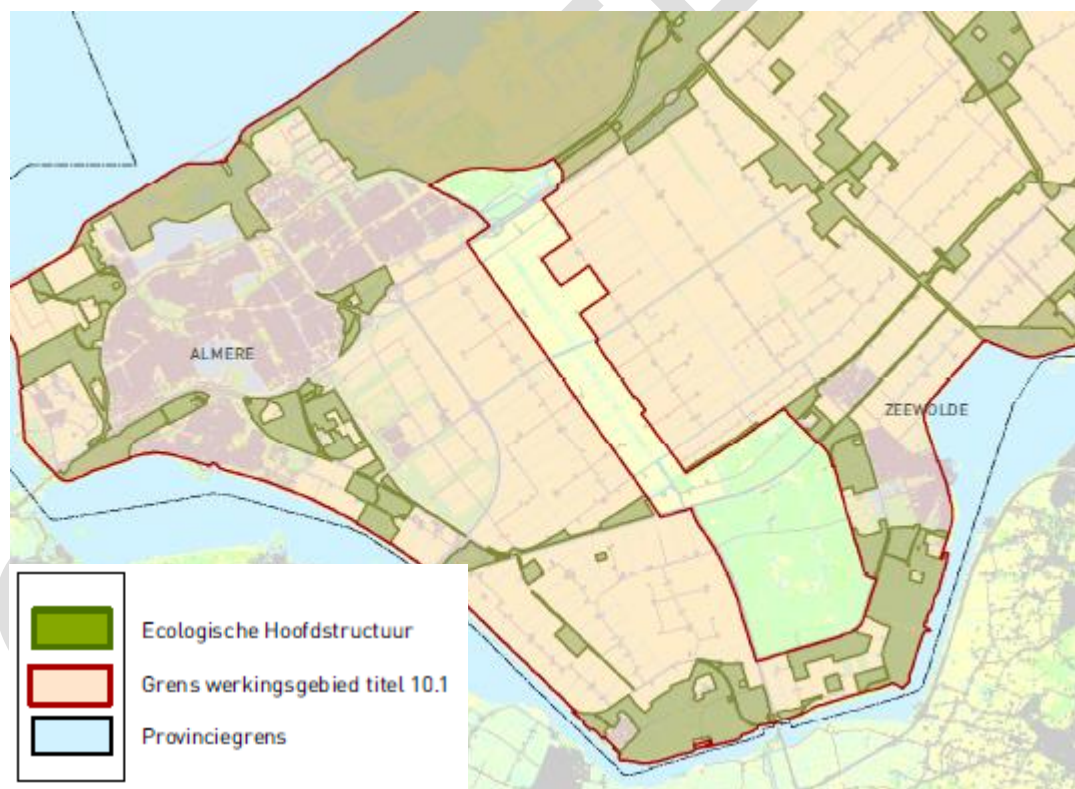 ALMERE
ZEEWOLDE
Ecologische Hoofdstructuur
Grens werkingsgebied titel 10.1
Provinciegrens